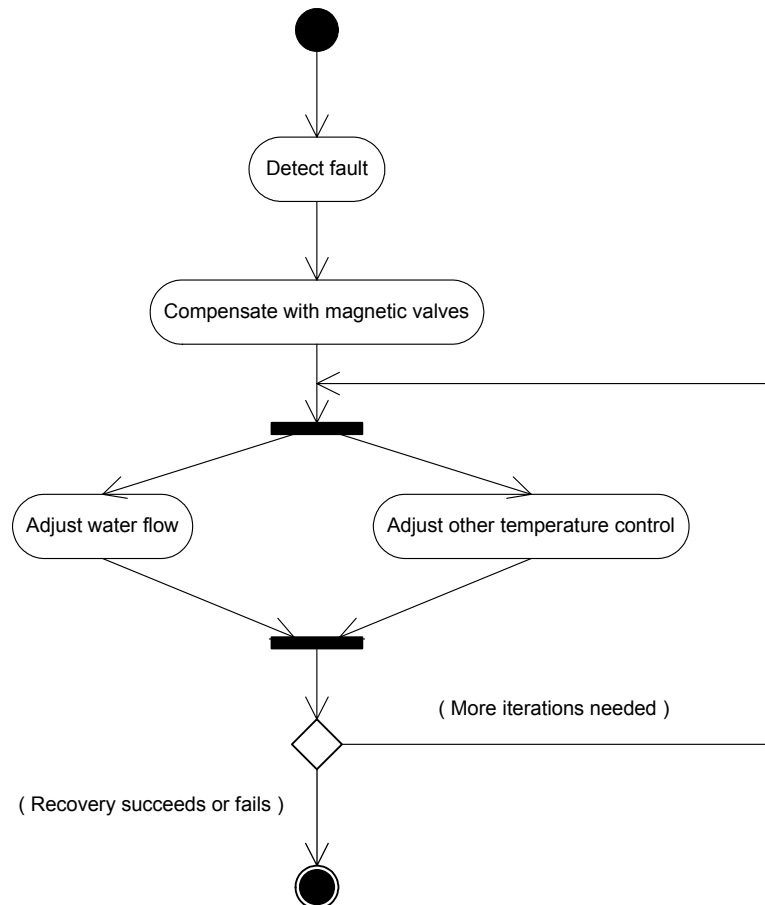 Detect fault
Compensate with magnetic valves
Adjust water flow
Adjust other temperature control
( More iterations needed )
( Recovery succeeds or fails )